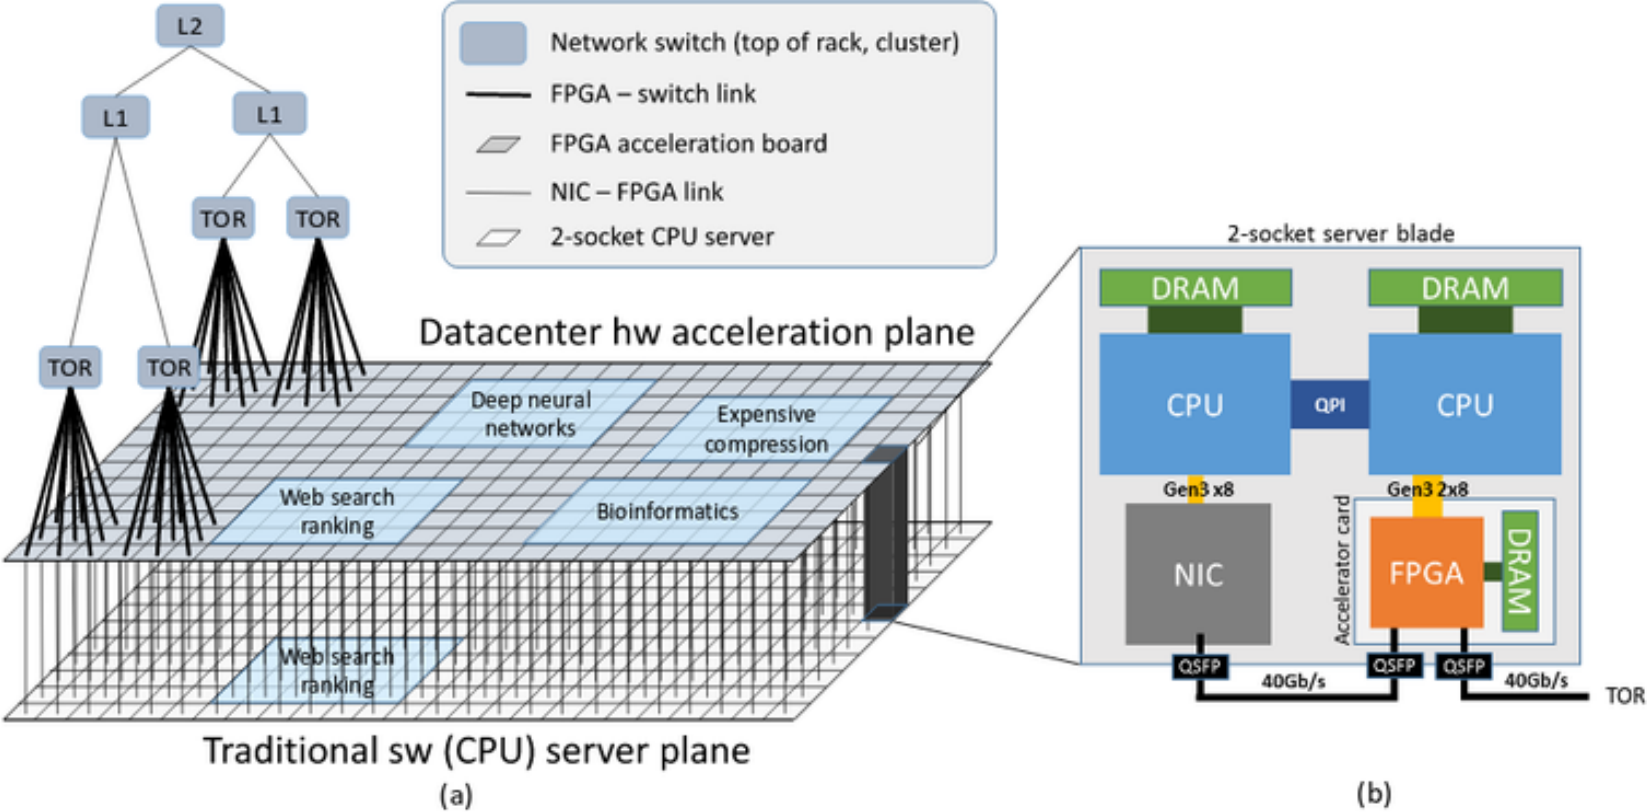 L2
L1
L1
TOR
TOR
TOR
TOR
Network switch (top of rack, cluster)
FPGA – switch link
FPGA acceleration board
NIC – FPGA link
2-socket CPU server
Datacenter hw acceleration plane
Deep neural
networks
Expensive
compression
Web search
ranking
Bioinformatics
Web search
ranking
Traditional sw (CPU) server plane
(a)
2-socket server blade
DRAM
DRAM
CPU
QPI
CPU
Gen3 x8
Gen3 2x8
Accelerator card
NIC
FPGA
DRAM
QSFP
QSFP
QSFP
40Gb/s
40Gb/s
TOR
(b)